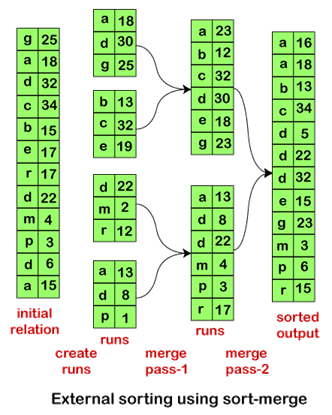 g 25
a 18
d 32
c 34
b 15
e 17
r 17
d 22
m 4
p 3
d 6
a 15
initial
relation
create
runs
a 18
d 30
g 25
b 13
c 32
e 19
d 22
m 2
r 12
a 13
d 8
p 1
runs
merge
pass-1
a 23
b 12
c 32
d 30
e 18
g 23
a 13
d 8
d 22
m 4
p 3
r 17
runs
merge
pass-2
a 16
a 18
b 13
c 34
d 5
d 22
d 32
e 15
g 23
m 3
p 6
r 15
sorted
output
External sorting using sort-merge